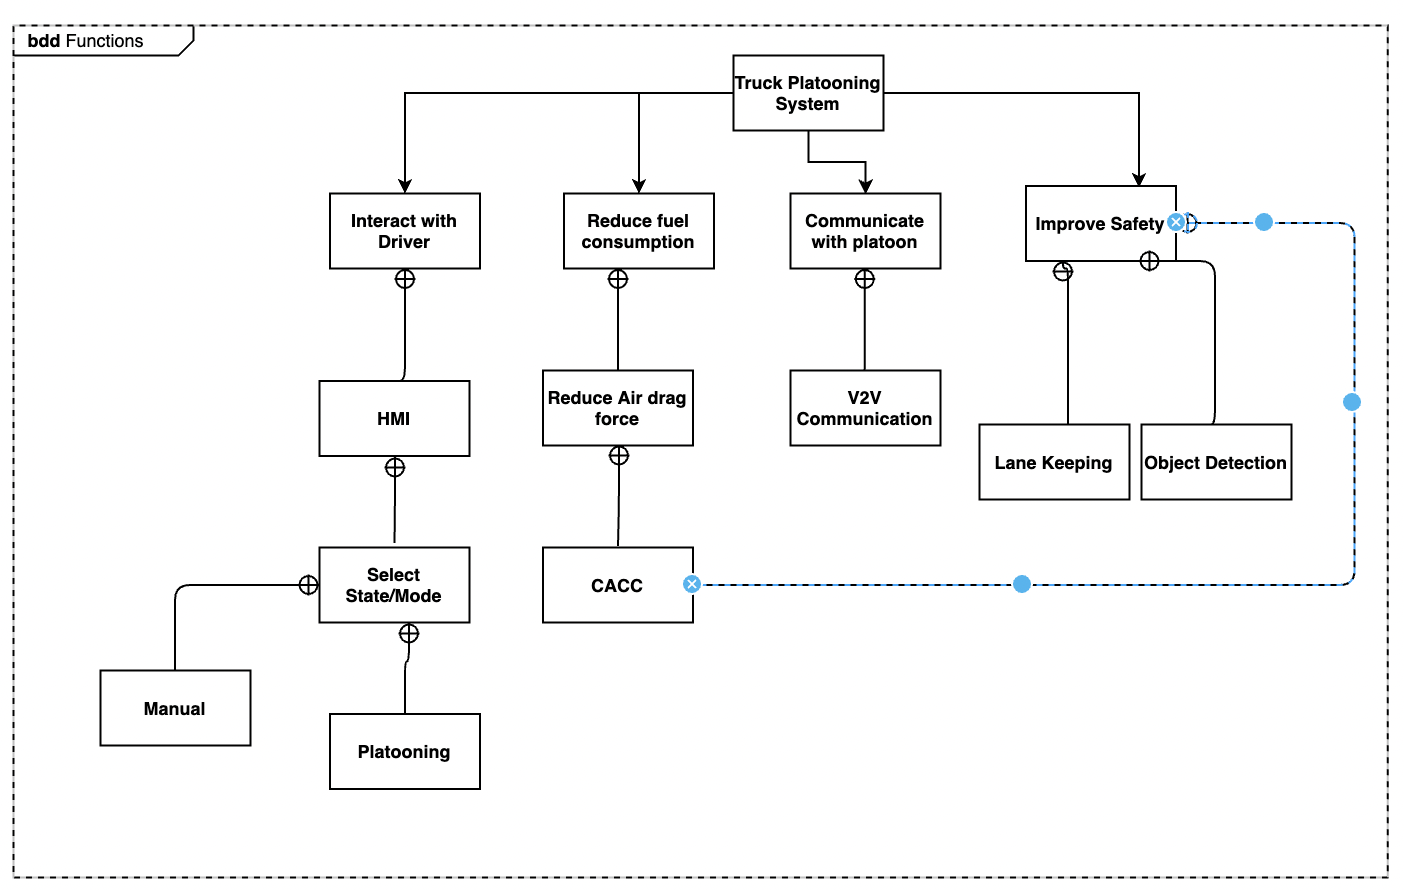 bdd Functions
Truck Platooning
System
Interact with
Driver
Reduce fuel
consumption
Communicate
with platoon
Improve Safety
HMI
Reduce Air drag
force
V2V
Communication
Lane Keeping
Object Detection
Select
State/Mode
CACC
Manual
Platooning